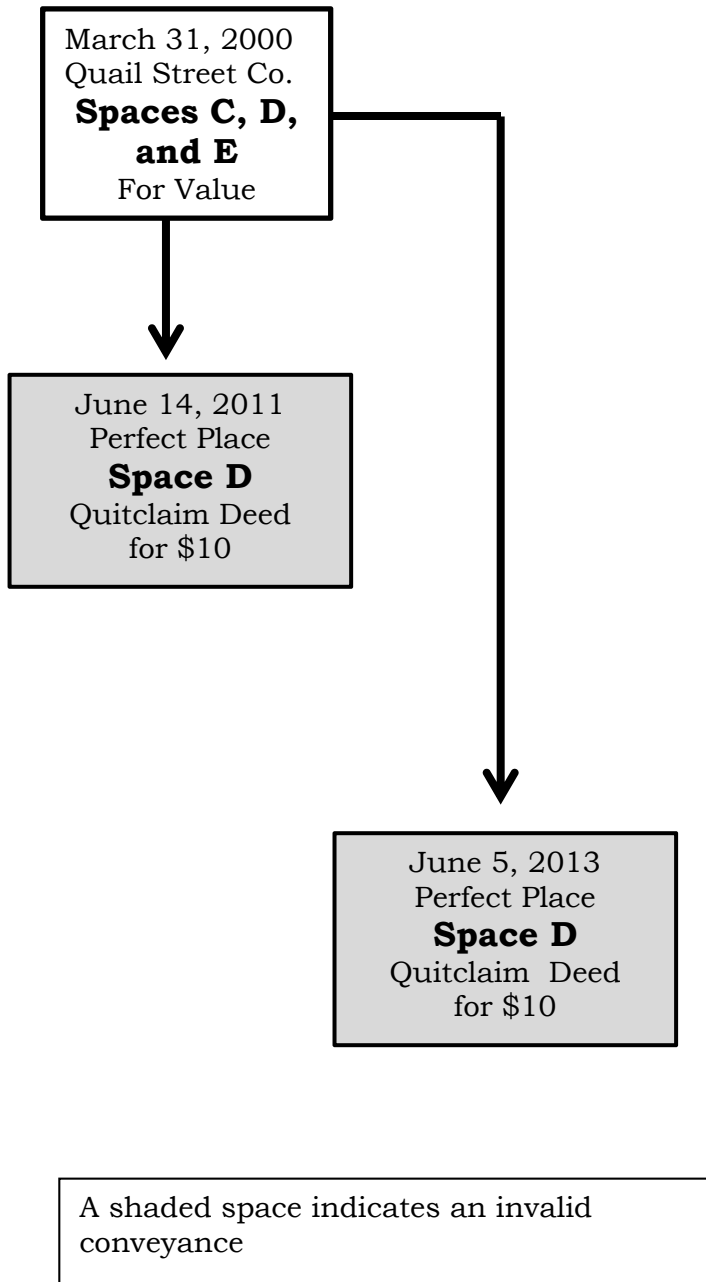 March 31, 2000
Quail Street Co.
Spaces C, D,
and E
For Value
June 14, 2011
Perfect Place
Space D
Quitclaim Deed
for $10
June 5, 2013
Perfect Place
Space D
Quitclaim Deed
for $10
A shaded space indicates an invalid
conveyance